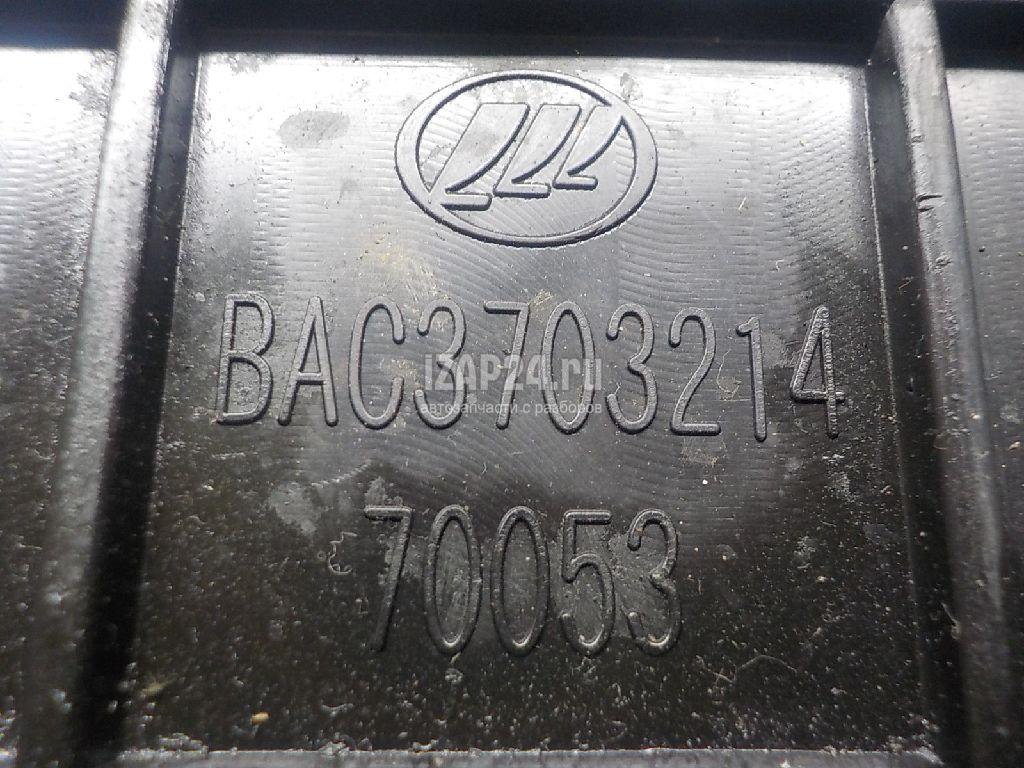 BAC3703214
iZAP24.ru
автозапчасти с разборов
70053